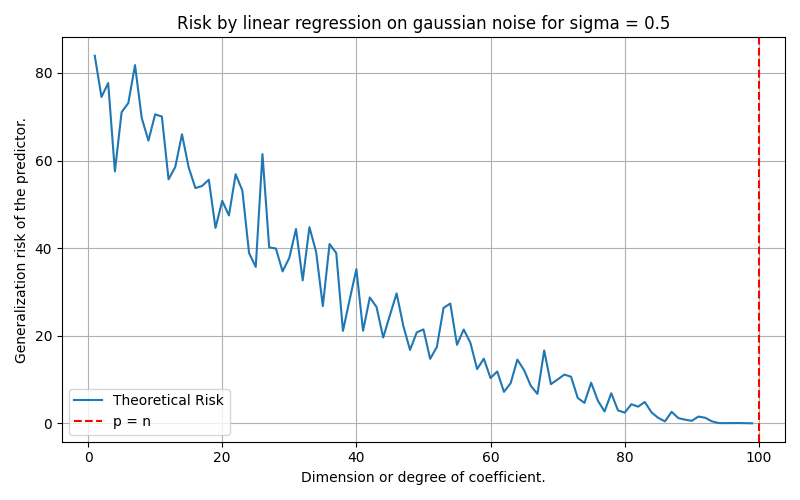 Risk by linear regression on gaussian noise for sigma = 0.5
Generalization risk of the predictor.
80
60
40
20
0
Theoretical Risk
p = n
0 20 40 60 80 100
Dimension or degree of coefficient.